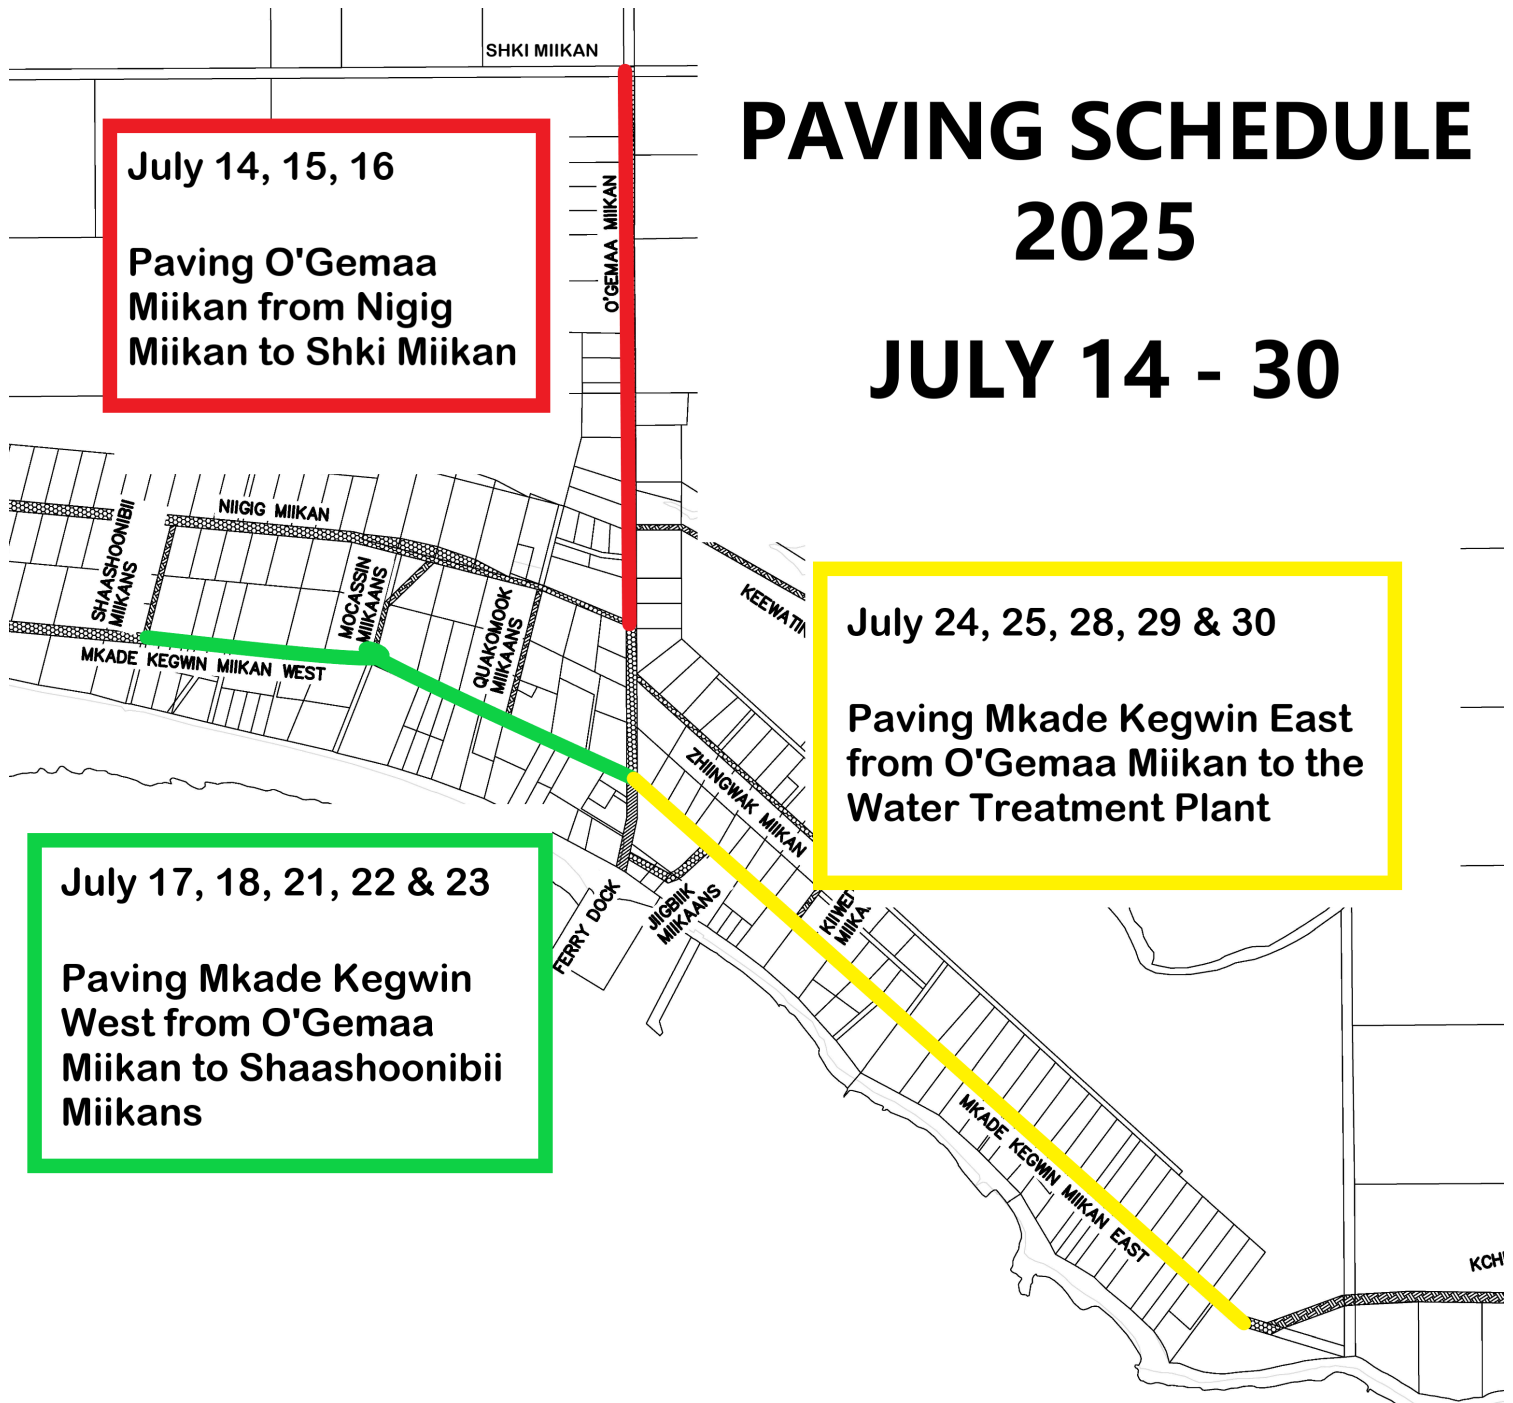 SHKI MIIKAN
PAVING SCHEDULE
2025
JULY 14 - 30
July 14, 15, 16
Paving O'Gemaa
Miikan from Nigig
Miikan to Shki Miikan
O'GEMAA MIIKAN
NIIGIG MIIKAN
SHAASHOONIBII
MIIKANS
MOCASSIN
MIIKAANS
QUAKOMOOK
MIIKAANS
MKADE KEGWIN MIIKAN WEST
KEEWATIN
July 24, 25, 28, 29 & 30
Paving Mkade Kegwin East
from O'Gemaa Miikan to the
Water Treatment Plant
ZHIINGWAK MIIKAN
July 17, 18, 21, 22 & 23
Paving Mkade Kegwin
West from O'Gemaa
Miikan to Shaashoonibii
Miikans
FERRY DOCK
JIIGBIIK
MIIKAANS
MKADE KEGWIN MIIKAN EAST